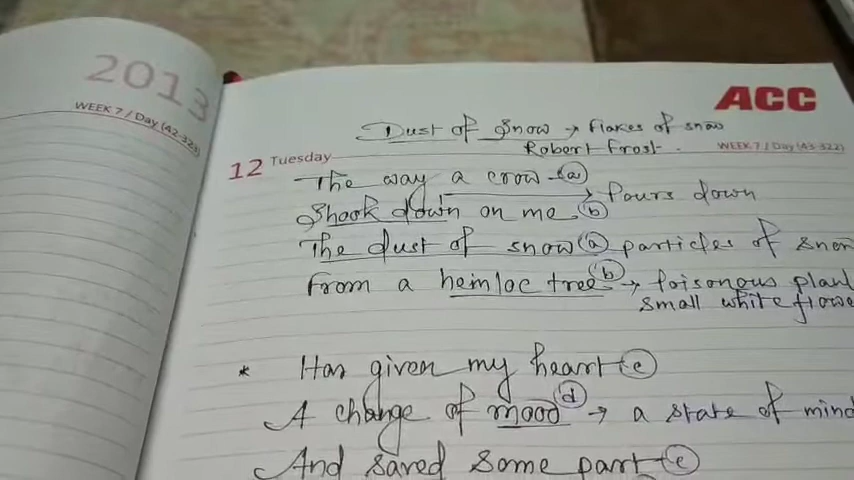 2013
WEEK 7 / Day (42-323)
ACC
Dust of Snow → Flakes of snow
Robert Frost.
WEEK 7 / Day (43-322)
12 Tuesday
The way a crow (a)
Shook down on me (b) → Pours down
The dust of snow (a) particles of snow
From a hemloc tree (b) → poisonous plant
small white flowe
* Has given my heart (c)
A change of mood (d) → a state of mind
And saved some part (c)